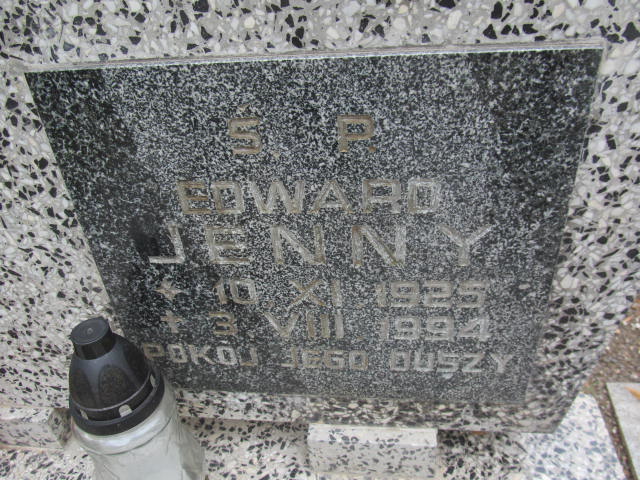 Ś. P.
EDWARD
JENNY
* 10 XI 1925
† 3 VIII 1994
POKÓJ JEGO DUSZY